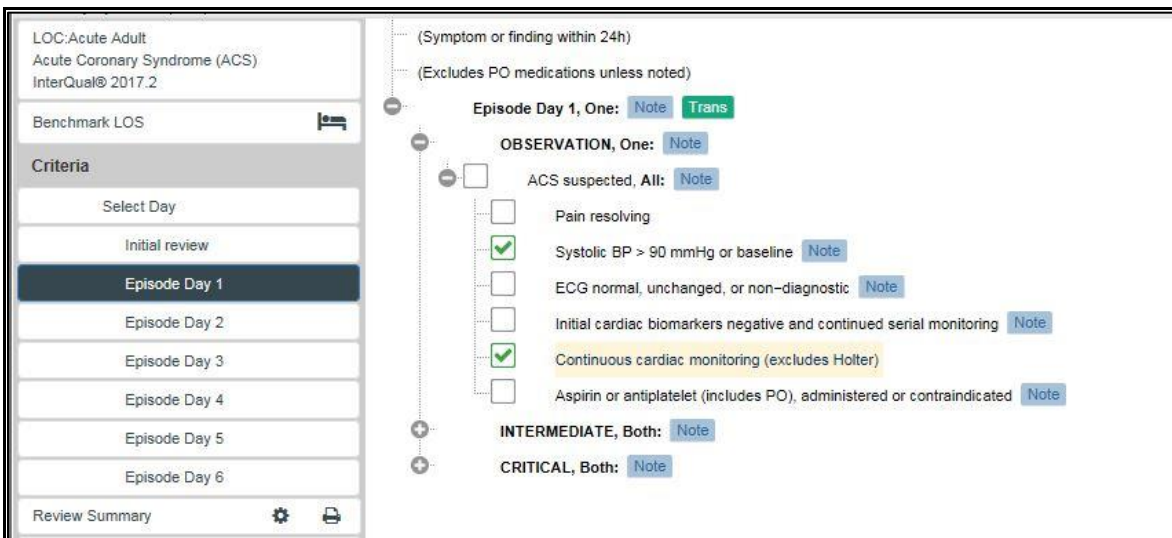 LOC:Acute Adult
Acute Coronary Syndrome (ACS)
InterQual® 2017.2
Benchmark LOS
Criteria
Select Day
Initial review
Episode Day 1
Episode Day 2
Episode Day 3
Episode Day 4
Episode Day 5
Episode Day 6
Review Summary
(Symptom or finding within 24h)
(Excludes PO medications unless noted)
Episode Day 1, One: Note Trans
OBSERVATION, One: Note
ACS suspected, All: Note
Pain resolving
Systolic BP > 90 mmHg or baseline Note
ECG normal, unchanged, or non-diagnostic Note
Initial cardiac biomarkers negative and continued serial monitoring Note
Continuous cardiac monitoring (excludes Holter)
Aspirin or antiplatelet (includes PO), administered or contraindicated Note
INTERMEDIATE, Both: Note
CRITICAL, Both: Note